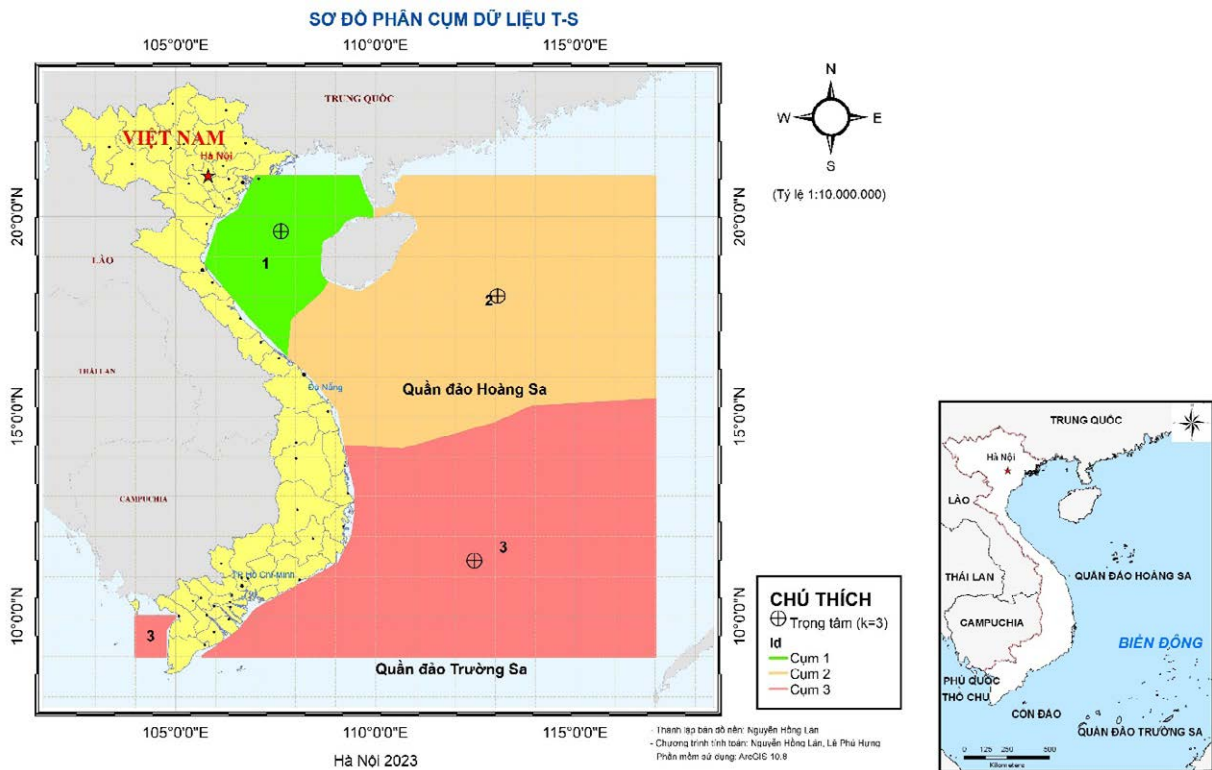 SƠ ĐỒ PHÂN CỤM DỮ LIỆU T-S
105°0'0"E
110°0'0"E
115°0'0"E
TRUNG QUỐC
VIỆT NAM
Hà Nội
20°0'0"N
20°0'0"N
1
LÀO
2
THÁI LAN
Đà Nẵng
Quần đảo Hoàng Sa
15°0'0"N
15°0'0"N
CAMPUCHIA
3
TP. Hồ Chí Minh
10°0'0"N
10°0'0"N
3
Quần đảo Trường Sa
105°0'0"E
110°0'0"E
115°0'0"E
Hà Nội 2023
N
W
E
S
(Tỷ lệ 1:10.000.000)
CHÚ THÍCH
Trọng tâm (k=3)
Id
Cụm 1
Cụm 2
Cụm 3
- Thành lập bản đồ nền: Nguyễn Hồng Lân
- Chương trình tính toán: Nguyễn Hồng Lân, Lê Phú Hưng
Phần mềm sử dụng: ArcGIS 10.8
TRUNG QUỐC
Hà Nội
LÀO
THÁI LAN
QUẦN ĐẢO HOÀNG SA
CAMPUCHIA
BIỂN ĐÔNG
PHÚ QUỐC
THỔ CHU
CÔN ĐẢO
QUẦN ĐẢO TRƯỜNG SA
0 125 250 500
Kilometers